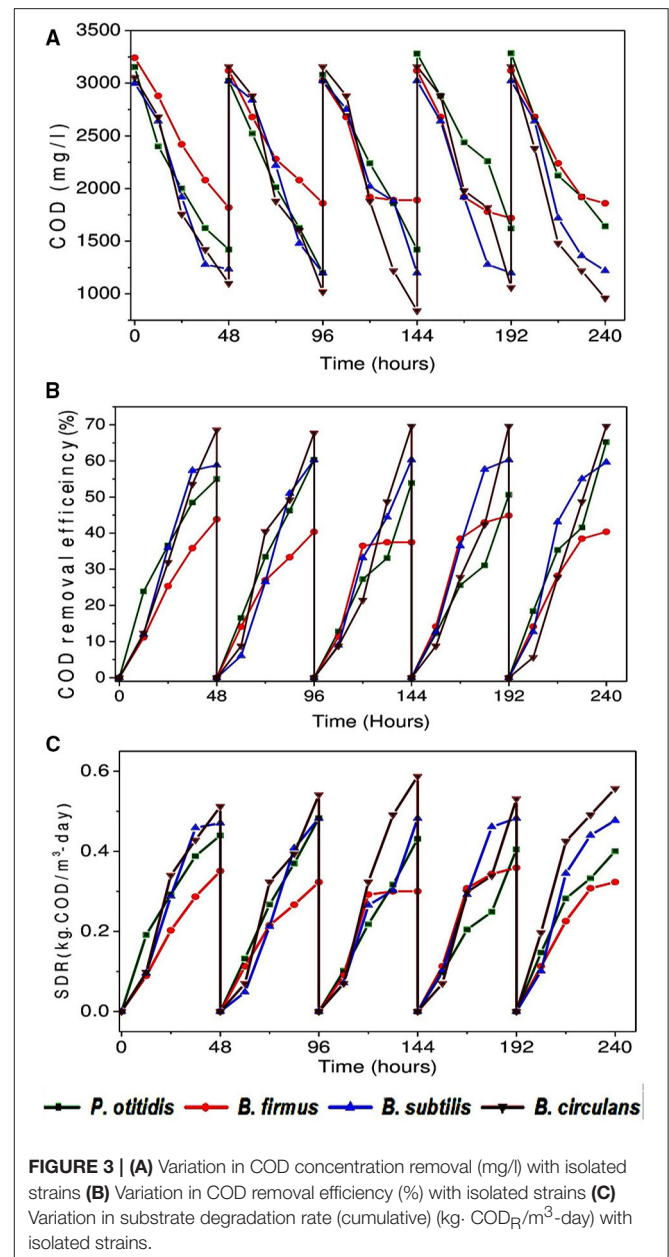 A
3500
3000
2500
2000
1500
1000
COD (mg/l)
0 48 96 144 192 240
Time (hours)
B
70
60
50
40
30
20
10
0
COD removal effíceincy (%)
0 48 96 144 192 240
Time (Hours)
C
0.6
0.4
0.2
0.0
SDR (kg.COD/m³-day)
0 48 96 144 192 240
Time (hours)
P. otitidis B. firmus B. subtilis B. circulans
FIGURE 3 | (A) Variation in COD concentration removal (mg/l) with isolated
strains (B) Variation in COD removal efficiency (%) with isolated strains (C)
Variation in substrate degradation rate (cumulative) (kg· COD_R/m³-day) with
isolated strains.